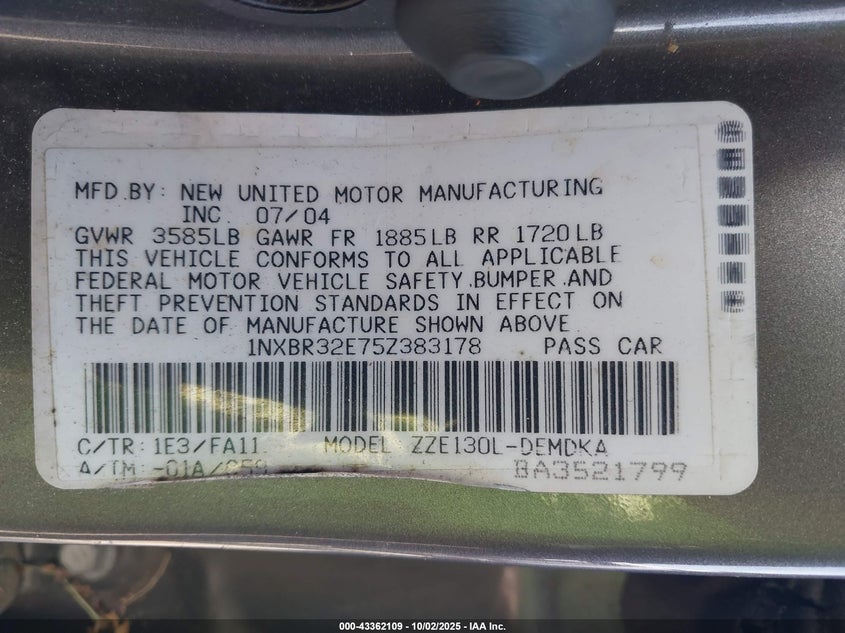 MFD.BY: NEW UNITED MOTOR MANUFACTURING
INC. 07/04
GVWR 3585LB GAWR FR 1885LB RR 1720LB
THIS VEHICLE CONFORMS TO ALL APPLICABLE
FEDERAL MOTOR VEHICLE SAFETY,BUMPER,AND
THEFT PREVENTION STANDARDS IN EFFECT ON
THE DATE OF MANUFACTURE SHOWN ABOVE.
1NXBR32E75Z383178 PASS CAR
C/TR: 1E3/FA11 MODEL ZZE130L-DEMDKA
A/TM: -01A/C59
BA3521799
000-43362109 - 10/02/2025 - IAA Inc.